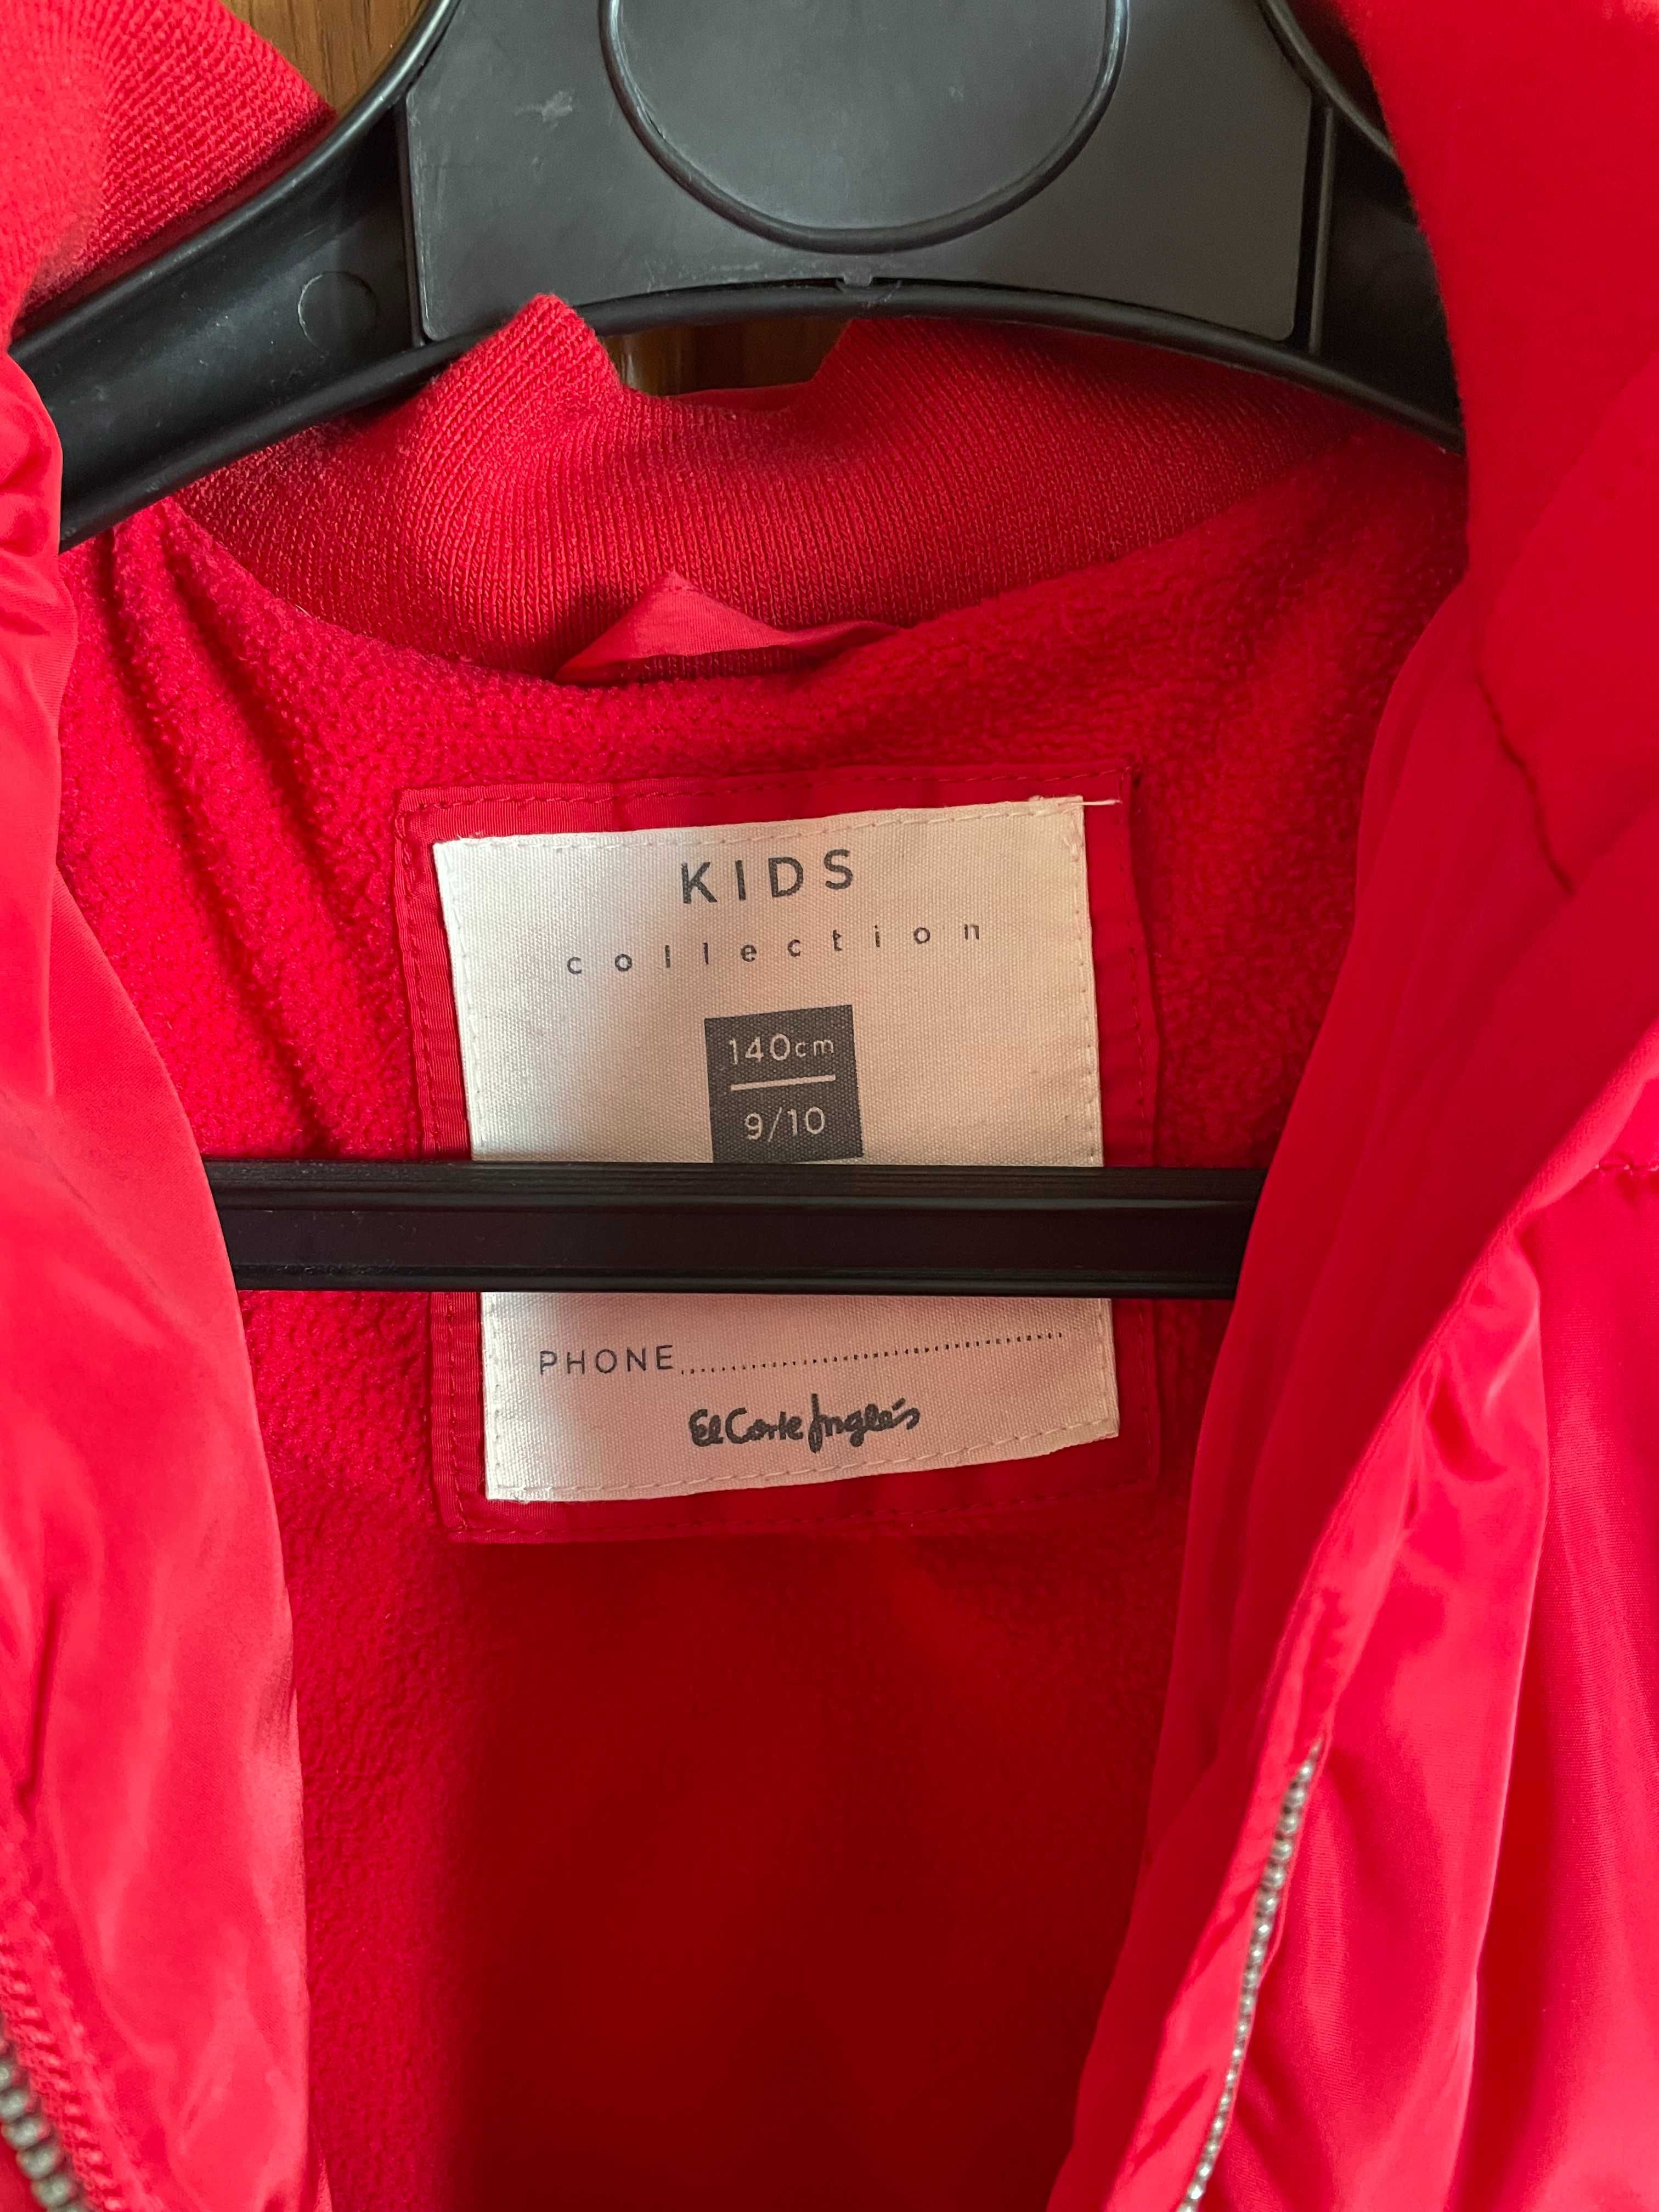 KIDS
collection
140cm
9/10
PHONE..........................................
El Corte Inglés